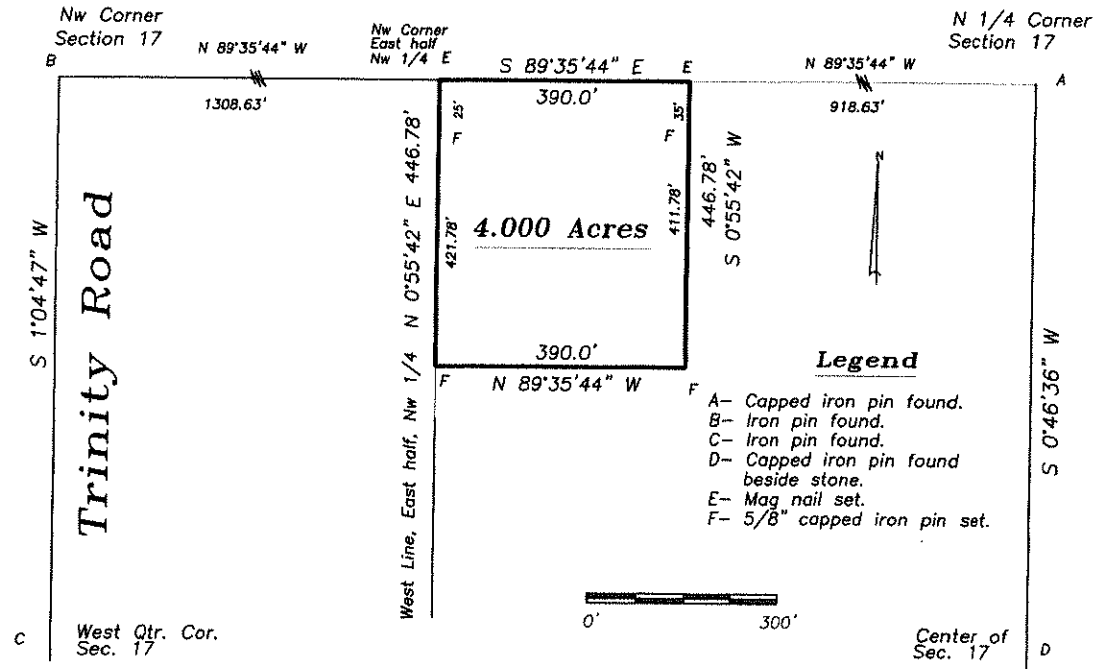 Nw Corner
Section 17
B
N 89°35'44" W
1308.63'
Nw Corner
East half
Nw 1/4 E
S 89°35'44" E
E
390.0'
N 89°35'44" W
918.63'
N 1/4 Corner
Section 17
A
25'
F
35'
F
N
S 1°04'47" W
Trinity Road
West Line, East half, Nw 1/4 N 0°55'42" E 446.78'
421.78'
4.000 Acres
411.78'
446.78'
S 0°55'42" W
S 0°46'36" W
390.0'
F
N 89°35'44" W
F
Legend
A- Capped iron pin found.
B- Iron pin found.
C- Iron pin found.
D- Capped iron pin found
beside stone.
E- Mag nail set.
F- 5/8" capped iron pin set.
0'
300'
C
West Qtr. Cor.
Sec. 17
Center of
Sec. 17
D